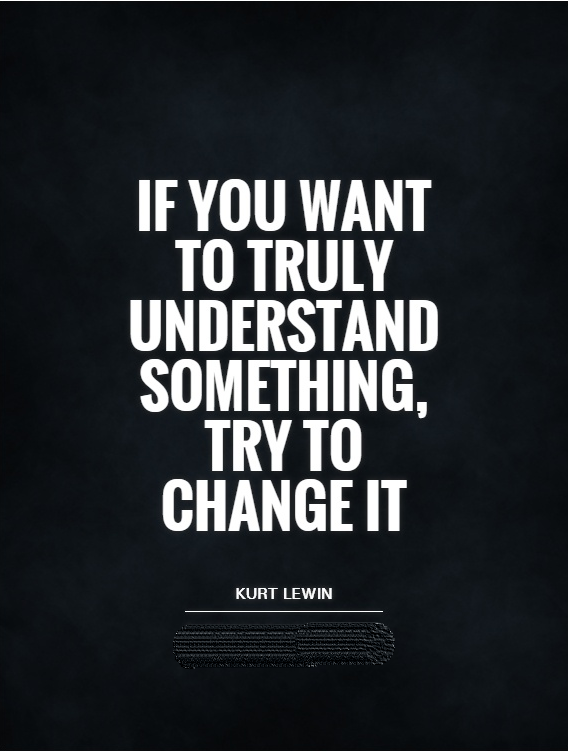 IF YOU WANT
TO TRULY
UNDERSTAND
SOMETHING,
TRY TO
CHANGE IT
KURT LEWIN